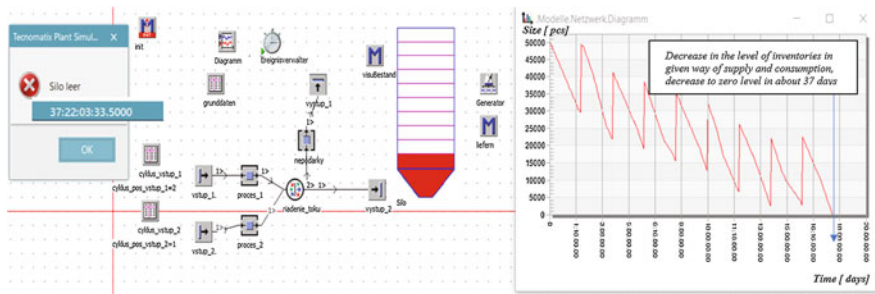 Tecnomatix Plant Simul... X
Silo leer
37:22:03:33.5000
OK
init
Diagramm
Ereignisverwalter
grunddaten
visuBestand
vystup_1
Generator
liefern
nepodarky
cyklus_vstup_1
cyklus_pos_vstup_1=2
vstup_1.
proces_1
riadenie_toku
vystup_2
Silo
cyklus_vstup_2
cyklus_pos_vstup_2=1
vstup_2.
proces_2
.Modelle.Netzwerk.Diagramm
Size [ pcs]
50000
45000
40000
35000
30000
25000
20000
15000
10000
5000
0
Decrease in the level of inventories in
given way of supply and consumption,
decrease to zero level in about 37 days
0
Time [ days]